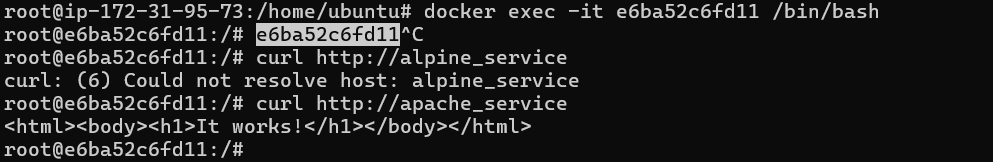 root@ip-172-31-95-73:/home/ubuntu# docker exec -it e6ba52c6fd11 /bin/bash
root@e6ba52c6fd11:/# e6ba52c6fd11^C
root@e6ba52c6fd11:/# curl http://alpine_service
curl: (6) Could not resolve host: alpine_service
root@e6ba52c6fd11:/# curl http://apache_service
<html><body><h1>It works!</h1></body></html>
root@e6ba52c6fd11:/#